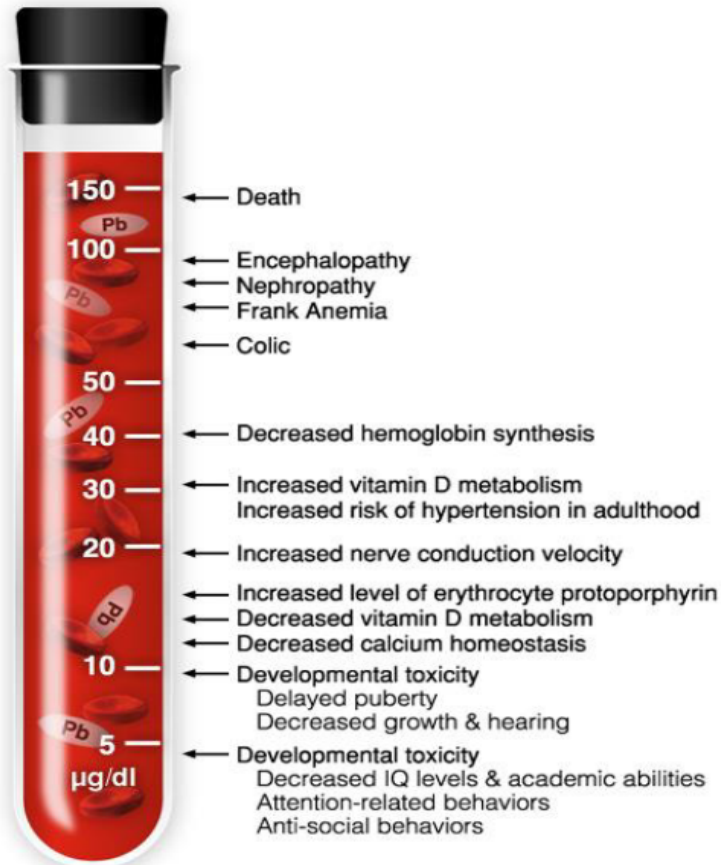 150
Death
Pb
100
Encephalopathy
Nephropathy
Pb
Frank Anemia
Colic
50
Pb
40
Decreased hemoglobin synthesis
30
Increased vitamin D metabolism
Increased risk of hypertension in adulthood
20
Increased nerve conduction velocity
Increased level of erythrocyte protoporphyrin
Pb
Decreased vitamin D metabolism
Decreased calcium homeostasis
10
Developmental toxicity
Delayed puberty
Decreased growth & hearing
Pb
5
Developmental toxicity
µg/dl
Decreased IQ levels & academic abilities
Attention-related behaviors
Anti-social behaviors